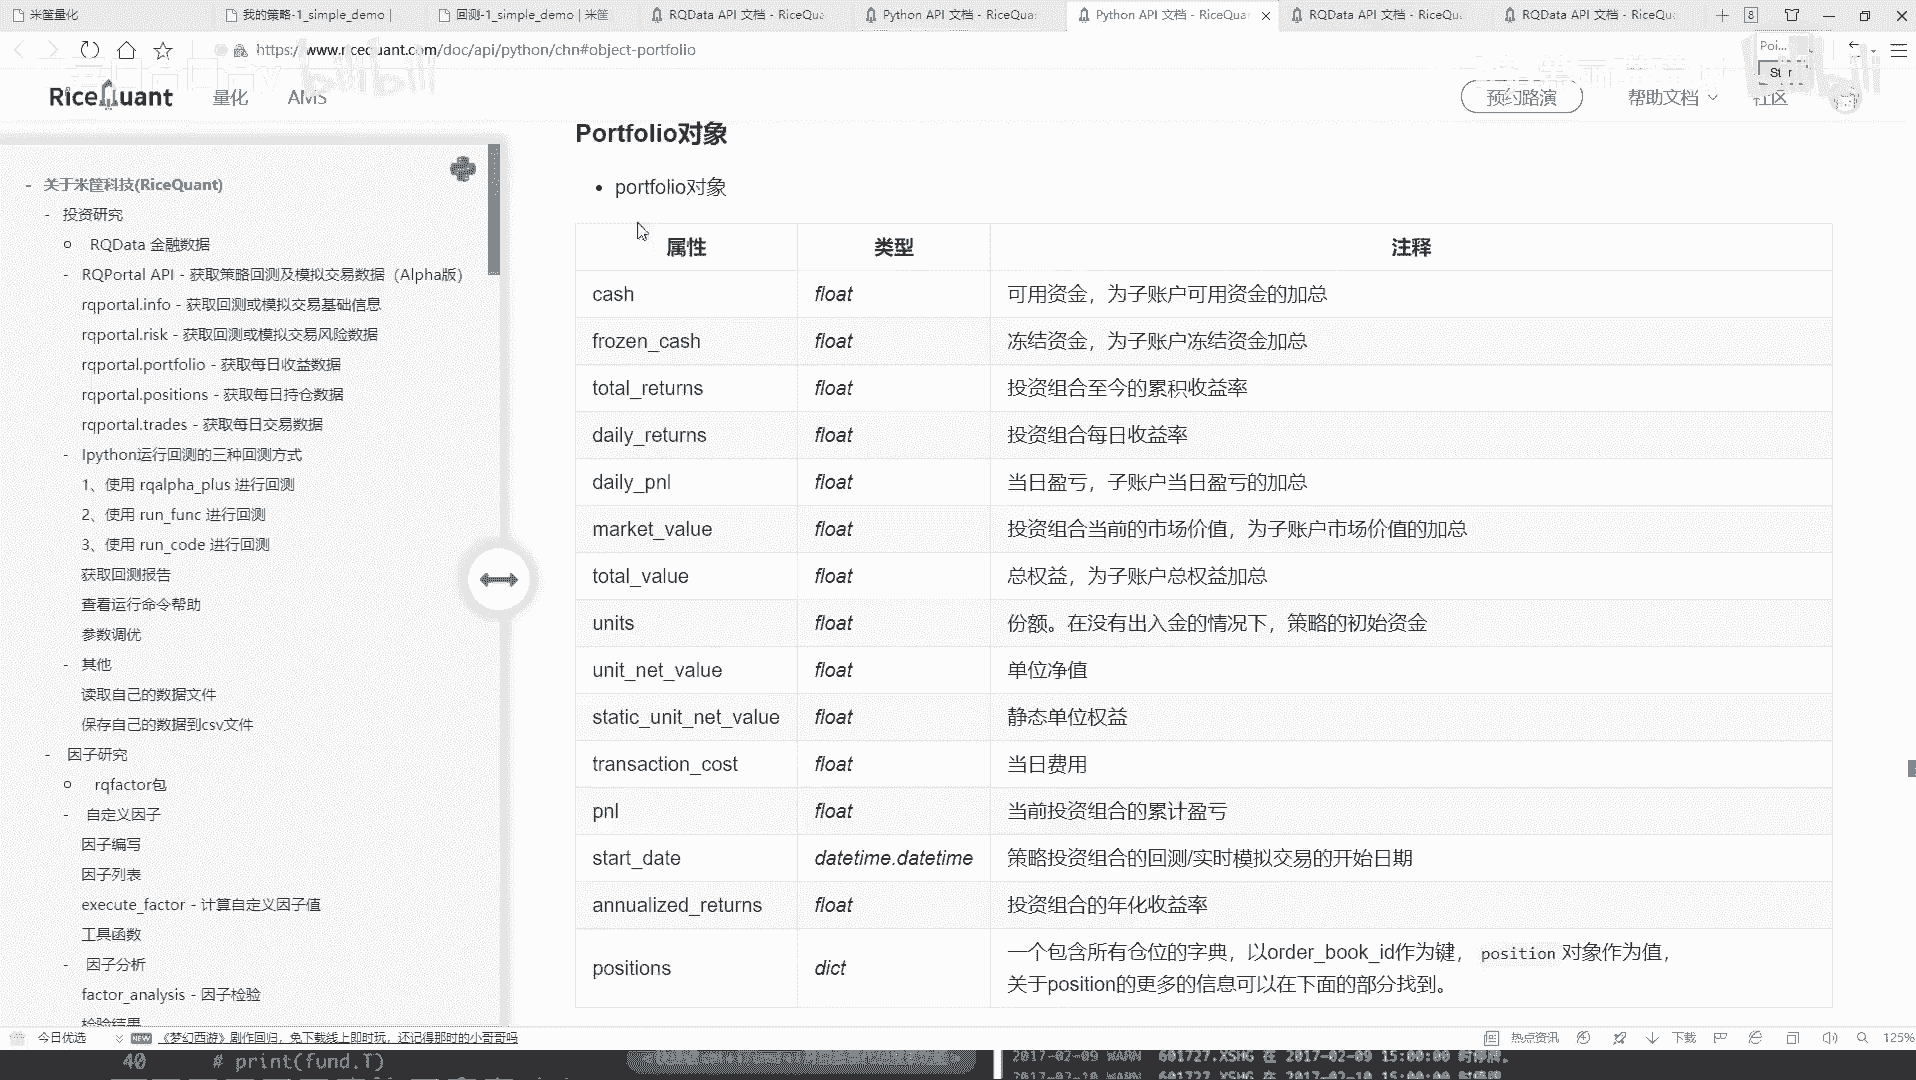 米筐量化
我的策略-1_simple_demo |
回测-1_simple_demo | 米筐
RQData API 文档 - RiceQua
Python API 文档 - RiceQua
Python API 文档 - RiceQuar
RQData API 文档 - RiceQu
RQData API 文档 - RiceQu
8
https://www.ricequant.com/doc/api/python/chn#object-portfolio
Poi...
RiceQuant
量化
AMS
预约路演
帮助文档
社区
- 关于米筐科技(RiceQuant)
- 投资研究
RQData 金融数据
- RQPortal API - 获取策略回测及模拟交易数据（Alpha版）
rqportal.info - 获取回测或模拟交易基础信息
rqportal.risk - 获取回测或模拟交易风险数据
rqportal.portfolio - 获取每日收益数据
rqportal.positions - 获取每日持仓数据
rqportal.trades - 获取每日交易数据
- Ipython运行回测的三种回测方式
1、使用 rqalpha_plus 进行回测
2、使用 run_func 进行回测
3、使用 run_code 进行回测
获取回测报告
查看运行命令帮助
参数调优
- 其他
读取自己的数据文件
保存自己的数据到csv文件
- 因子研究
rqfactor包
- 自定义因子
因子编写
因子列表
execute_factor - 计算自定义因子值
工具函数
- 因子分析
factor_analysis - 因子检验
检验结果
Portfolio对象
• portfolio对象
属性 类型 注释
cash float 可用资金，为子账户可用资金的加总
frozen_cash float 冻结资金，为子账户冻结资金加总
total_returns float 投资组合至今的累积收益率
daily_returns float 投资组合每日收益率
daily_pnl float 当日盈亏，子账户当日盈亏的加总
market_value float 投资组合当前的市场价值，为子账户市场价值的加总
total_value float 总权益，为子账户总权益加总
units float 份额。在没有出入金的情况下，策略的初始资金
unit_net_value float 单位净值
static_unit_net_value float 静态单位权益
transaction_cost float 当日费用
pnl float 当前投资组合的累计盈亏
start_date datetime.datetime 策略投资组合的回测/实时模拟交易的开始日期
annualized_returns float 投资组合的年化收益率
positions dict 一个包含所有仓位的字典，以order_book_id作为键， position 对象作为值，
关于position的更多的信息可以在下面的部分找到。
今日优选
NEW
《梦幻西游》剧作回归，免下载线上即时玩，还记得那时的小哥哥吗
热点资讯
下载
125%
40 # print(fund.T)
2017-02-09 WARN 601727.XSHG 在 2017-02-09 15:00:00 时停牌。
2017-02-10 WARN 601727.XSHG 在 2017-02-10 15:00:00 时停牌。